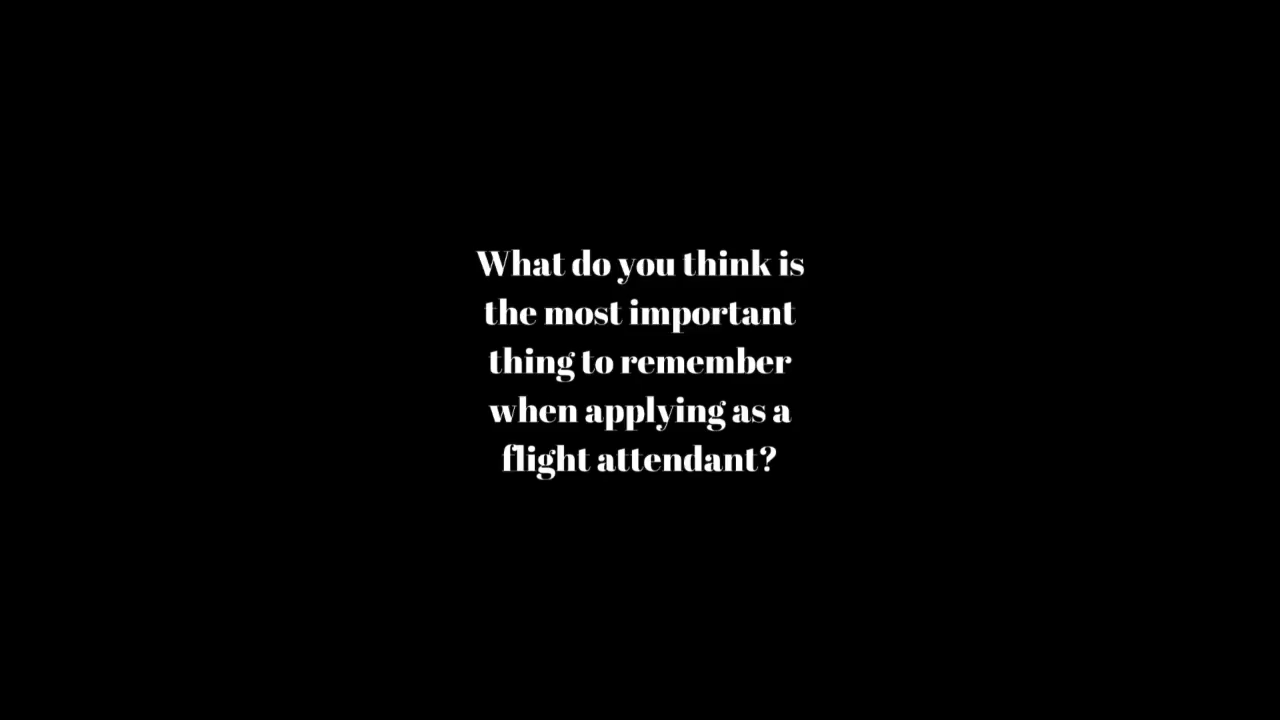 What do you think is
the most important
thing to remember
when applying as a
flight attendant?